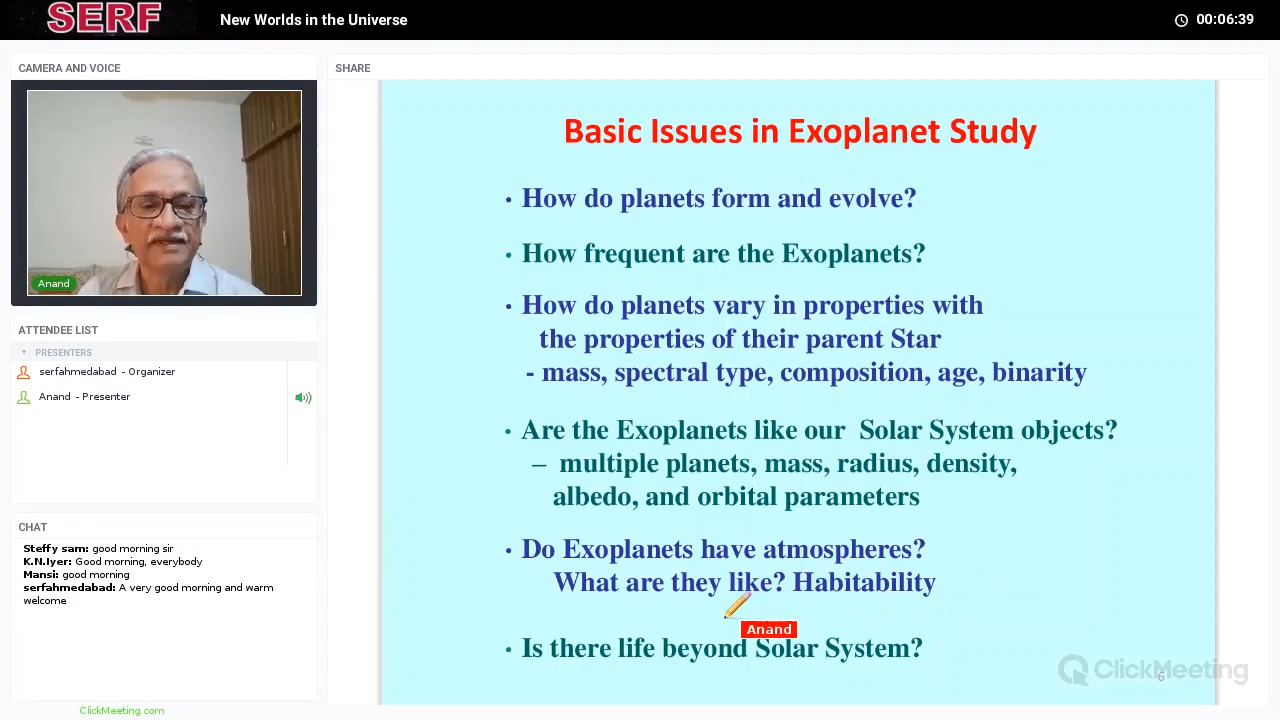 SERF
New Worlds in the Universe
00:06:39
CAMERA AND VOICE
SHARE
Anand
ATTENDEE LIST
PRESENTERS
serfahmedabad - Organizer
Anand - Presenter
CHAT
Steffy sam: good morning sir
K.N.Iyer: Good morning, everybody
Mansi: good morning
serfahmedabad: A very good morning and warm
welcome
ClickMeeting.com
Basic Issues in Exoplanet Study
• How do planets form and evolve?
• How frequent are the Exoplanets?
• How do planets vary in properties with
the properties of their parent Star
- mass, spectral type, composition, age, binarity
• Are the Exoplanets like our Solar System objects?
– multiple planets, mass, radius, density,
albedo, and orbital parameters
• Do Exoplanets have atmospheres?
What are they like? Habitability
Anand
• Is there life beyond Solar System?
ClickMeeting
6